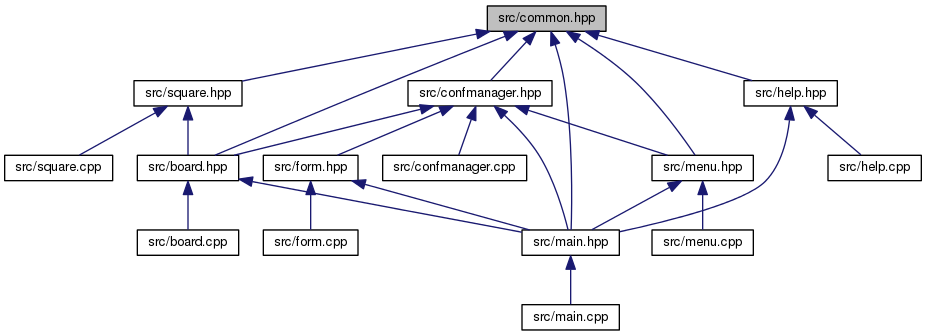 src/common.hpp
src/square.hpp
src/confmanager.hpp
src/help.hpp
src/square.cpp
src/board.hpp
src/form.hpp
src/confmanager.cpp
src/menu.hpp
src/help.cpp
src/board.cpp
src/form.cpp
src/main.hpp
src/menu.cpp
src/main.cpp